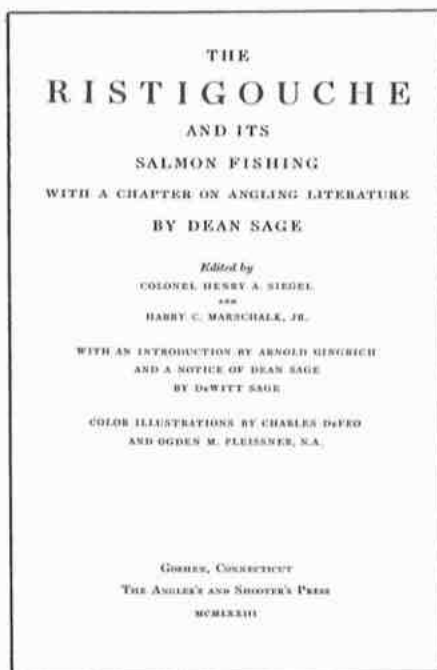 THE
RISTIGOUCHE
AND ITS
SALMON FISHING
WITH A CHAPTER ON ANGLING LITERATURE
BY DEAN SAGE
Edited by
COLONEL HENRY A. SIEGEL
AND
HARRY C. MARSCHALK, JR.
WITH AN INTRODUCTION BY ARNOLD GINGRICH
AND A NOTICE OF DEAN SAGE
BY DeWITT SAGE
COLOR ILLUSTRATIONS BY CHARLES DeFEO
AND OGDEN M. PLEISSNER, N.A.
Goshen, Connecticut
The Angler's and Shooter's Press
MCMLXXIII